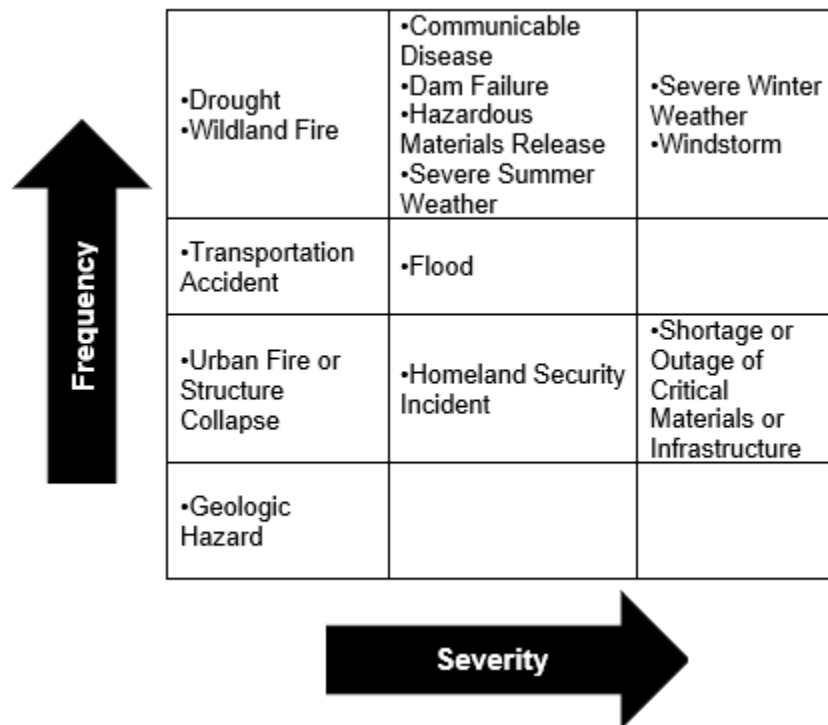 •Drought
•Wildland Fire
•Communicable
Disease
•Dam Failure
•Hazardous
Materials Release
•Severe Summer
Weather
•Severe Winter
Weather
•Windstorm
•Transportation
Accident
•Flood
•Urban Fire or
Structure
Collapse
•Homeland Security
Incident
•Shortage or
Outage of
Critical
Materials or
Infrastructure
•Geologic
Hazard
Frequency
Severity